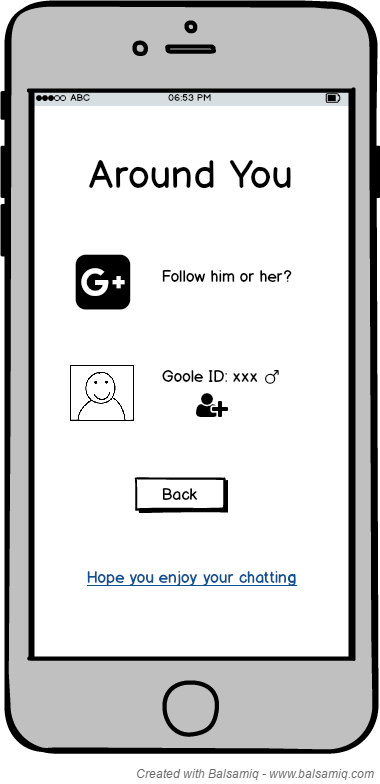 ABC 06:53 PM
Around You
G+
Follow him or her?
Goole ID: xxx ♂
Back
Hope you enjoy your chatting
Created with Balsamiq - www.balsamiq.com